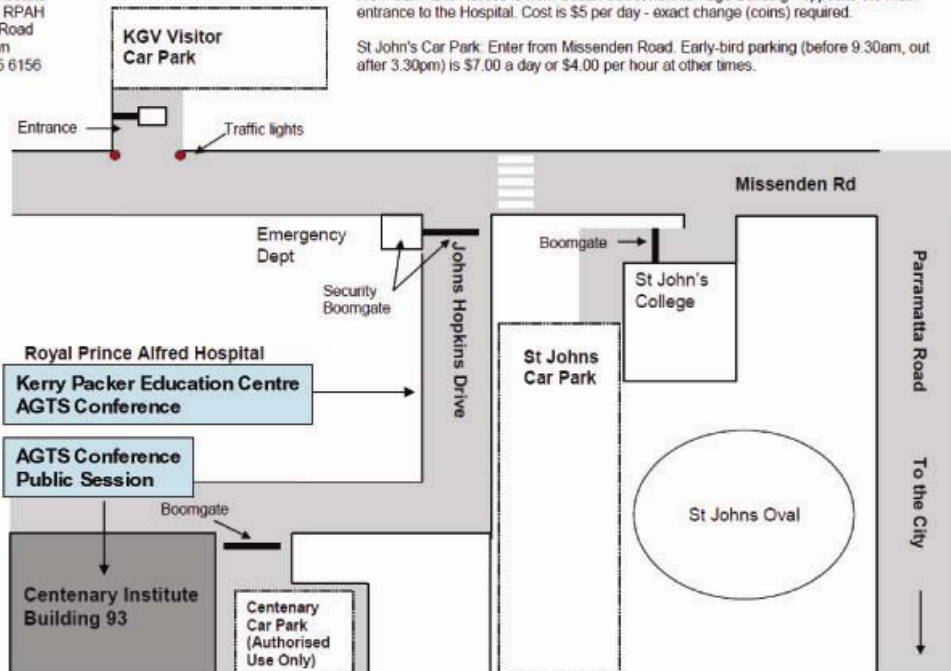 RPAH
Road
6156
entrance to the Hospital. Cost is $5 per day - exact change (coins) required.
St John's Car Park: Enter from Missenden Road. Early-bird parking (before 9.30am, out
after 3.30pm) is $7.00 a day or $4.00 per hour at other times.
KGV Visitor
Car Park
Entrance
Traffic lights
Missenden Rd
Emergency
Dept
Security
Boomgate
Johns Hopkins Drive
Boomgate
St John's
College
Parramatta Road
To the City
Royal Prince Alfred Hospital
Kerry Packer Education Centre
AGTS Conference
St Johns
Car Park
AGTS Conference
Public Session
Boomgate
St Johns Oval
Centenary Institute
Building 93
Centenary
Car Park
(Authorised
Use Only)